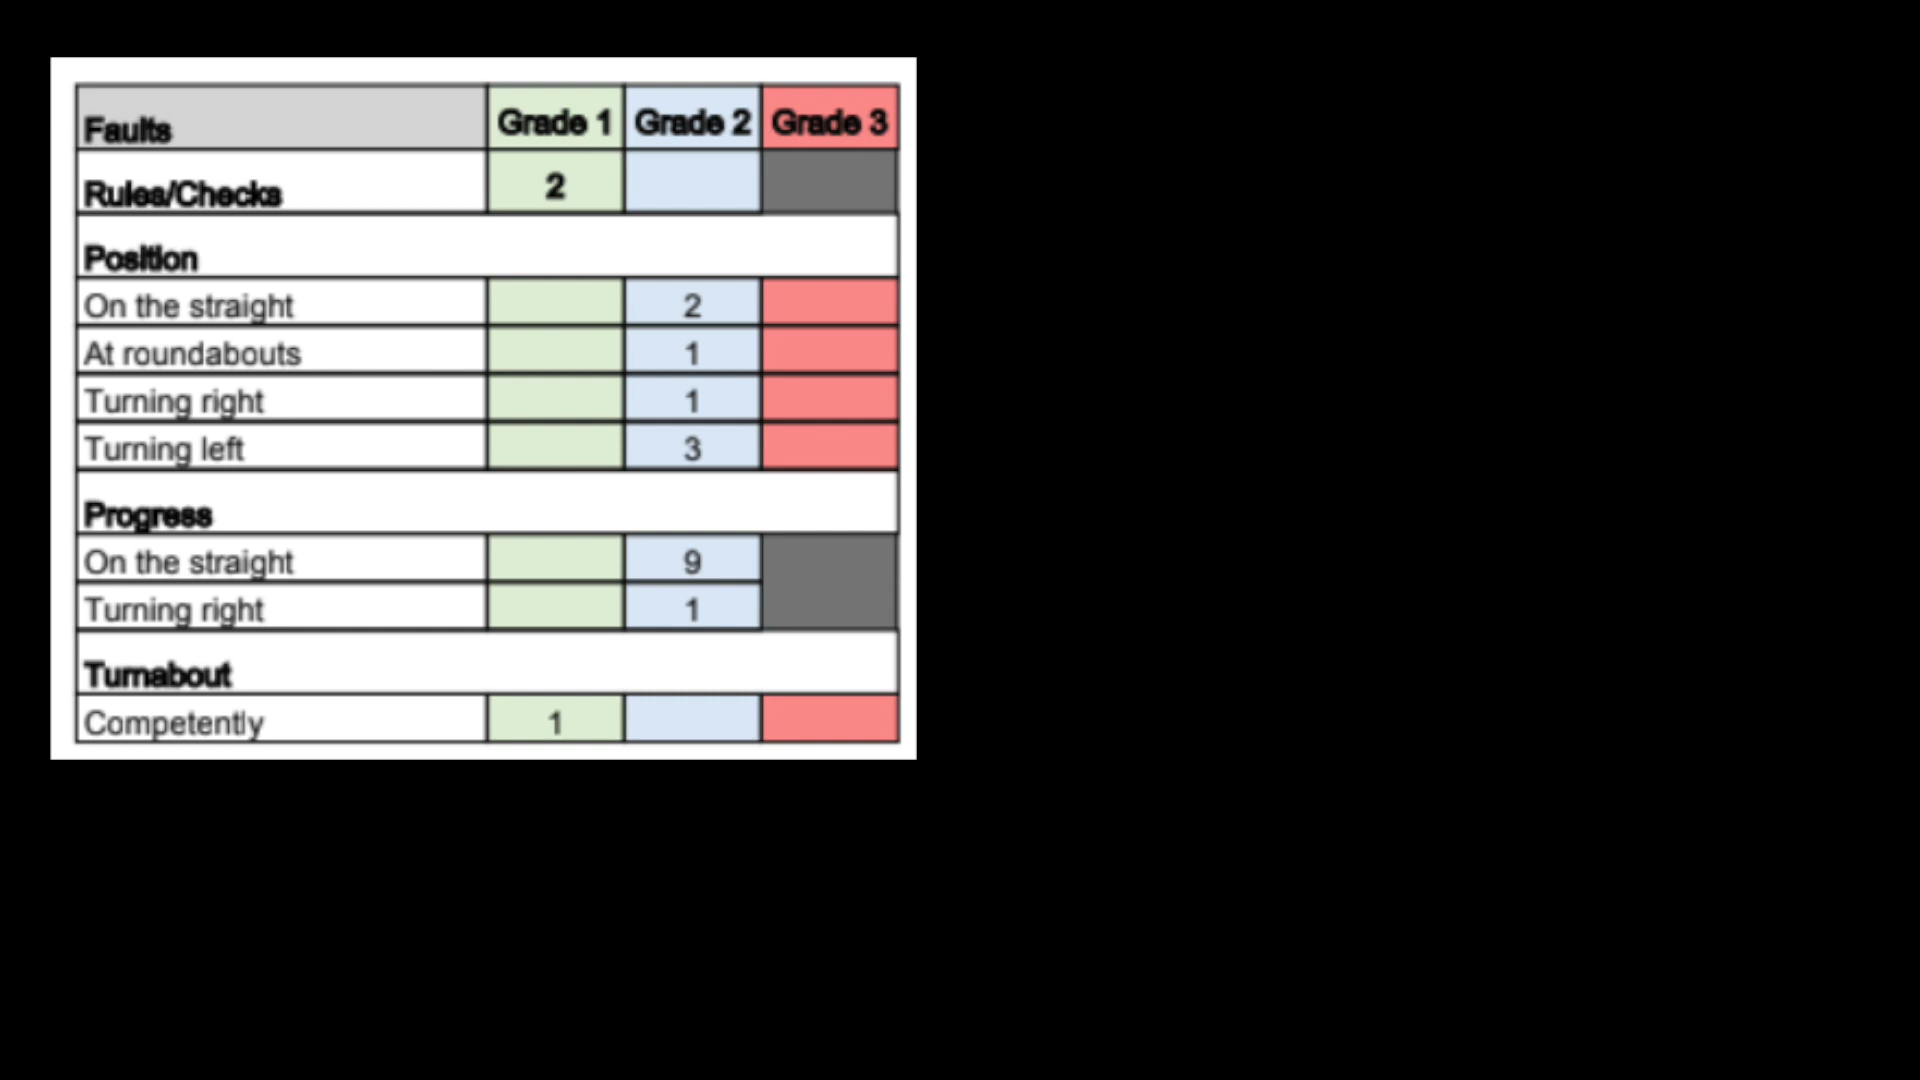 Faults Grade 1 Grade 2 Grade 3
Rules/Checks 2
Position
On the straight 2
At roundabouts 1
Turning right 1
Turning left 3
Progress
On the straight 9
Turning right 1
Turnabout
Competently 1